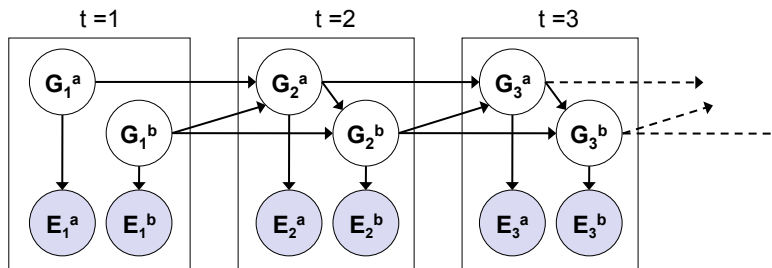 t =1 t =2 t =3
G₁ᵃ G₂ᵃ G₃ᵃ
G₁ᵇ G₂ᵇ G₃ᵇ
E₁ᵃ E₁ᵇ E₂ᵃ E₂ᵇ E₃ᵃ E₃ᵇ